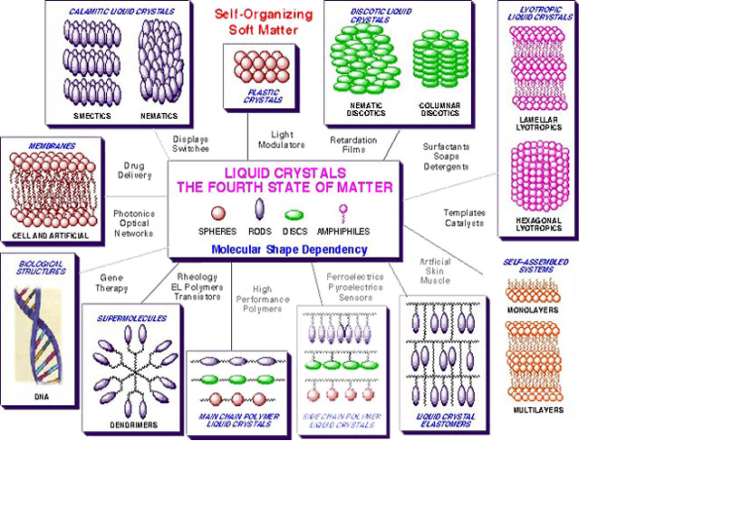 CALAMITIC LIQUID CRYSTALS
SMECTICS
NEMATICS
Self-Organizing
Soft Matter
PLASTIC
CRYSTALS
DISCOTIC LIQUID
CRYSTALS
NEMATIC
DISCOTICS
COLUMNAR
DISCOTICS
LYOTROPIC
LIQUID CRYSTALS
LAMELLAR
LYOTROPICS
HEXAGONAL
LYOTROPICS
MEMBRANES
CELL AND ARTIFICIAL
Displays
Switches
Light
Modulators
Retardation
Films
Surfactants
Soaps
Detergents
Drug
Delivery
Photonics
Optical
Networks
LIQUID CRYSTALS
THE FOURTH STATE OF MATTER
SPHERES
RODS
DISCS
AMPHIPHILES
Molecular Shape Dependency
Templates
Catalysts
BIOLOGICAL
STRUCTURES
DNA
Gene
Therapy
Rheology
EL Polymers
Transistors
High
Performance
Polymers
Ferroelectrics
Pyroelectrics
Sensors
Artficial
Skin
Muscle
SELF-ASSEMBLED
SYSTEMS
MONOLAYERS
MULTILAYERS
SUPERMOLECULES
DENDRIMERS
MAIN CHAIN POLYMER
LIQUID CRYSTALS
SIDE CHAIN POLYMER
LIQUID CRYSTALS
LIQUID CRYSTAL
ELASTOMERS